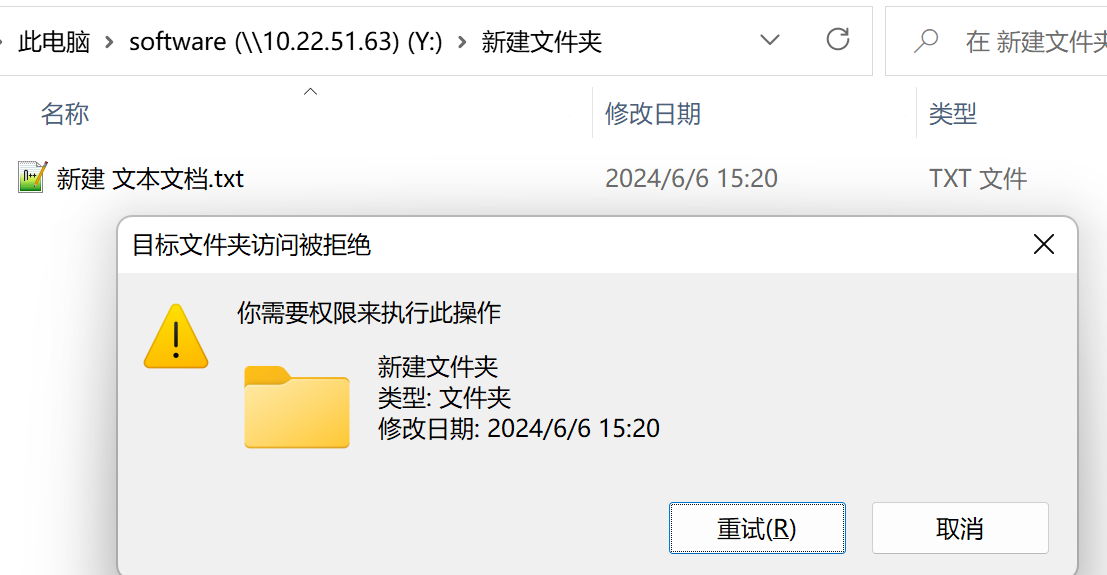 此电脑 > software (\\10.22.51.63) (Y:) > 新建文件夹
在 新建文件夹
名称 修改日期 类型
新建 文本文档.txt 2024/6/6 15:20 TXT 文件
目标文件夹访问被拒绝
你需要权限来执行此操作
新建文件夹
类型: 文件夹
修改日期: 2024/6/6 15:20
重试(R) 取消